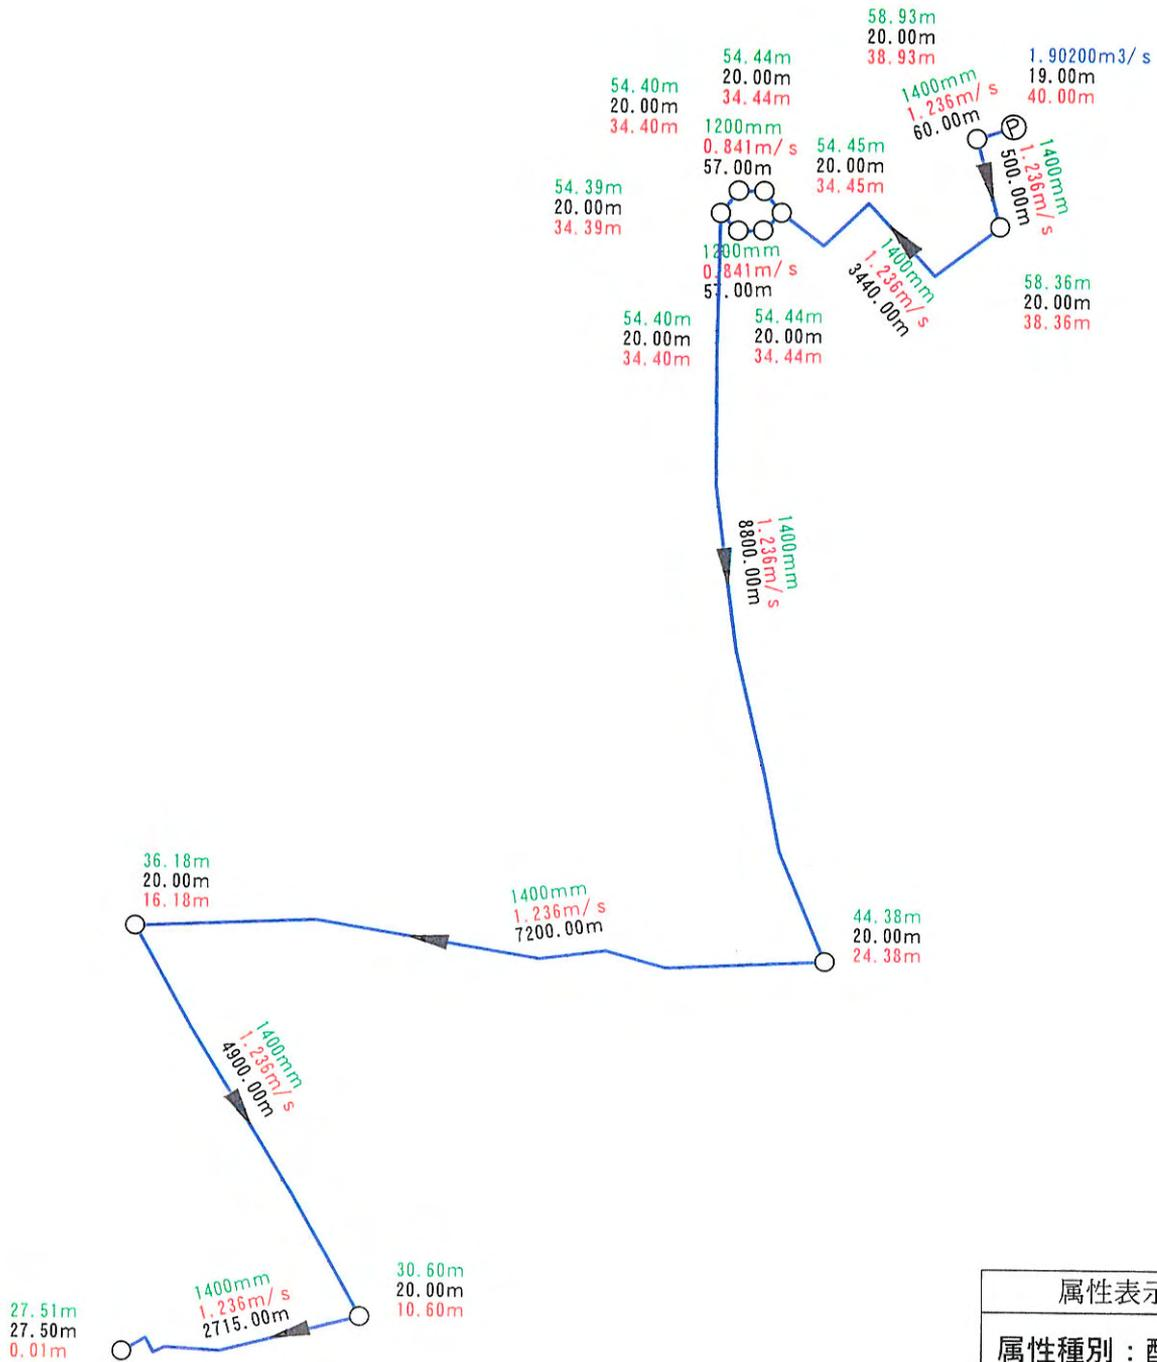 58.93m
20.00m
38.93m
1.90200m3/s
19.00m
40.00m
54.44m
20.00m
34.44m
54.40m
20.00m
34.40m
1400mm
1.236m/s
60.00m
P
1200mm
0.841m/s
57.00m
54.45m
20.00m
34.45m
1400mm
1.236m/s
500.00m
54.39m
20.00m
34.39m
1200mm
0.841m/s
57.00m
1400mm
1.236m/s
3440.00m
58.36m
20.00m
38.36m
54.40m
20.00m
34.40m
54.44m
20.00m
34.44m
1400mm
1.236m/s
8800.00m
36.18m
20.00m
16.18m
1400mm
1.236m/s
7200.00m
44.38m
20.00m
24.38m
1400mm
1.236m/s
4900.00m
30.60m
20.00m
10.60m
1400mm
1.236m/s
2715.00m
27.51m
27.50m
0.01m
属性表示
属性種別：配